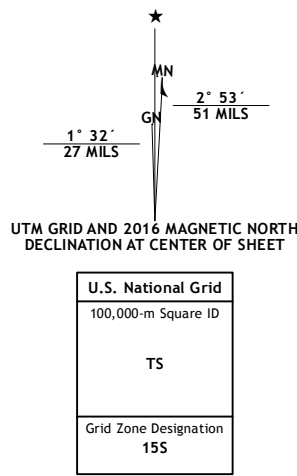 ★
MN
GN
2° 53´
51 MILS
1° 32´
27 MILS
UTM GRID AND 2016 MAGNETIC NORTH
DECLINATION AT CENTER OF SHEET
U.S. National Grid
100,000-m Square ID
TS
Grid Zone Designation
15S